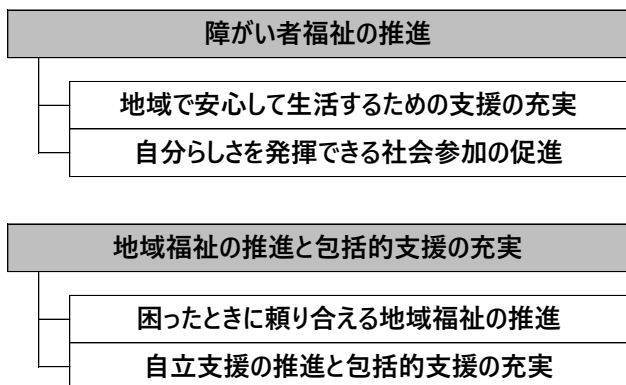 障がい者福祉の推進
地域で安心して生活するための支援の充実
自分らしさを発揮できる社会参加の促進
地域福祉の推進と包括的支援の充実
困ったときに頼り合える地域福祉の推進
自立支援の推進と包括的支援の充実